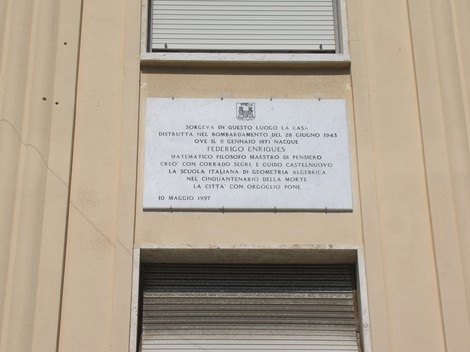 SORGEVA IN QUESTO LUOGO LA CASA
DISTRUTTA NEL BOMBARDAMENTO DEL 28 GIUGNO 1943
OVE IL 5 GENNAIO 1871 NACQUE
FEDERIGO ENRIQUES
MATEMATICO FILOSOFO MAESTRO DI PENSIERO
CREO' CON CORRADO SEGRE E GUIDO CASTELNUOVO
LA SCUOLA ITALIANA DI GEOMETRIA ALGEBRICA
NEL CINQUANTENARIO DELLA MORTE
LA CITTA' CON ORGOGLIO PONE
10 MAGGIO 1997